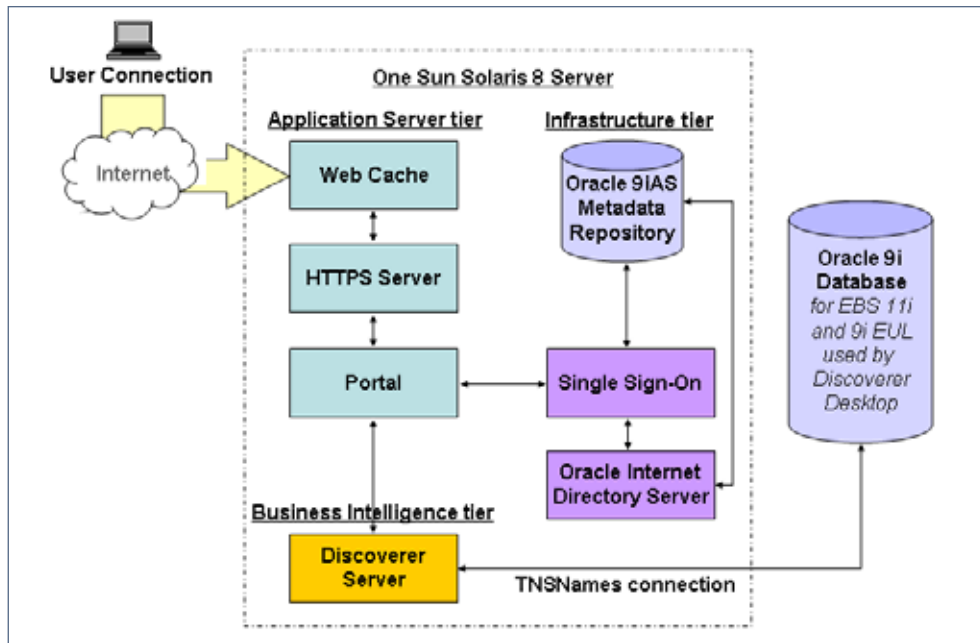 User Connection
Internet
One Sun Solaris 8 Server
Application Server tier
Infrastructure tier
Web Cache
Oracle 9iAS
Metadata
Repository
HTTPS Server
Oracle 9i
Database
for EBS 11i
and 9i EUL
used by
Discoverer
Desktop
Portal
Single Sign-On
Oracle Internet
Directory Server
Business Intelligence tier
Discoverer
Server
TNSNames connection